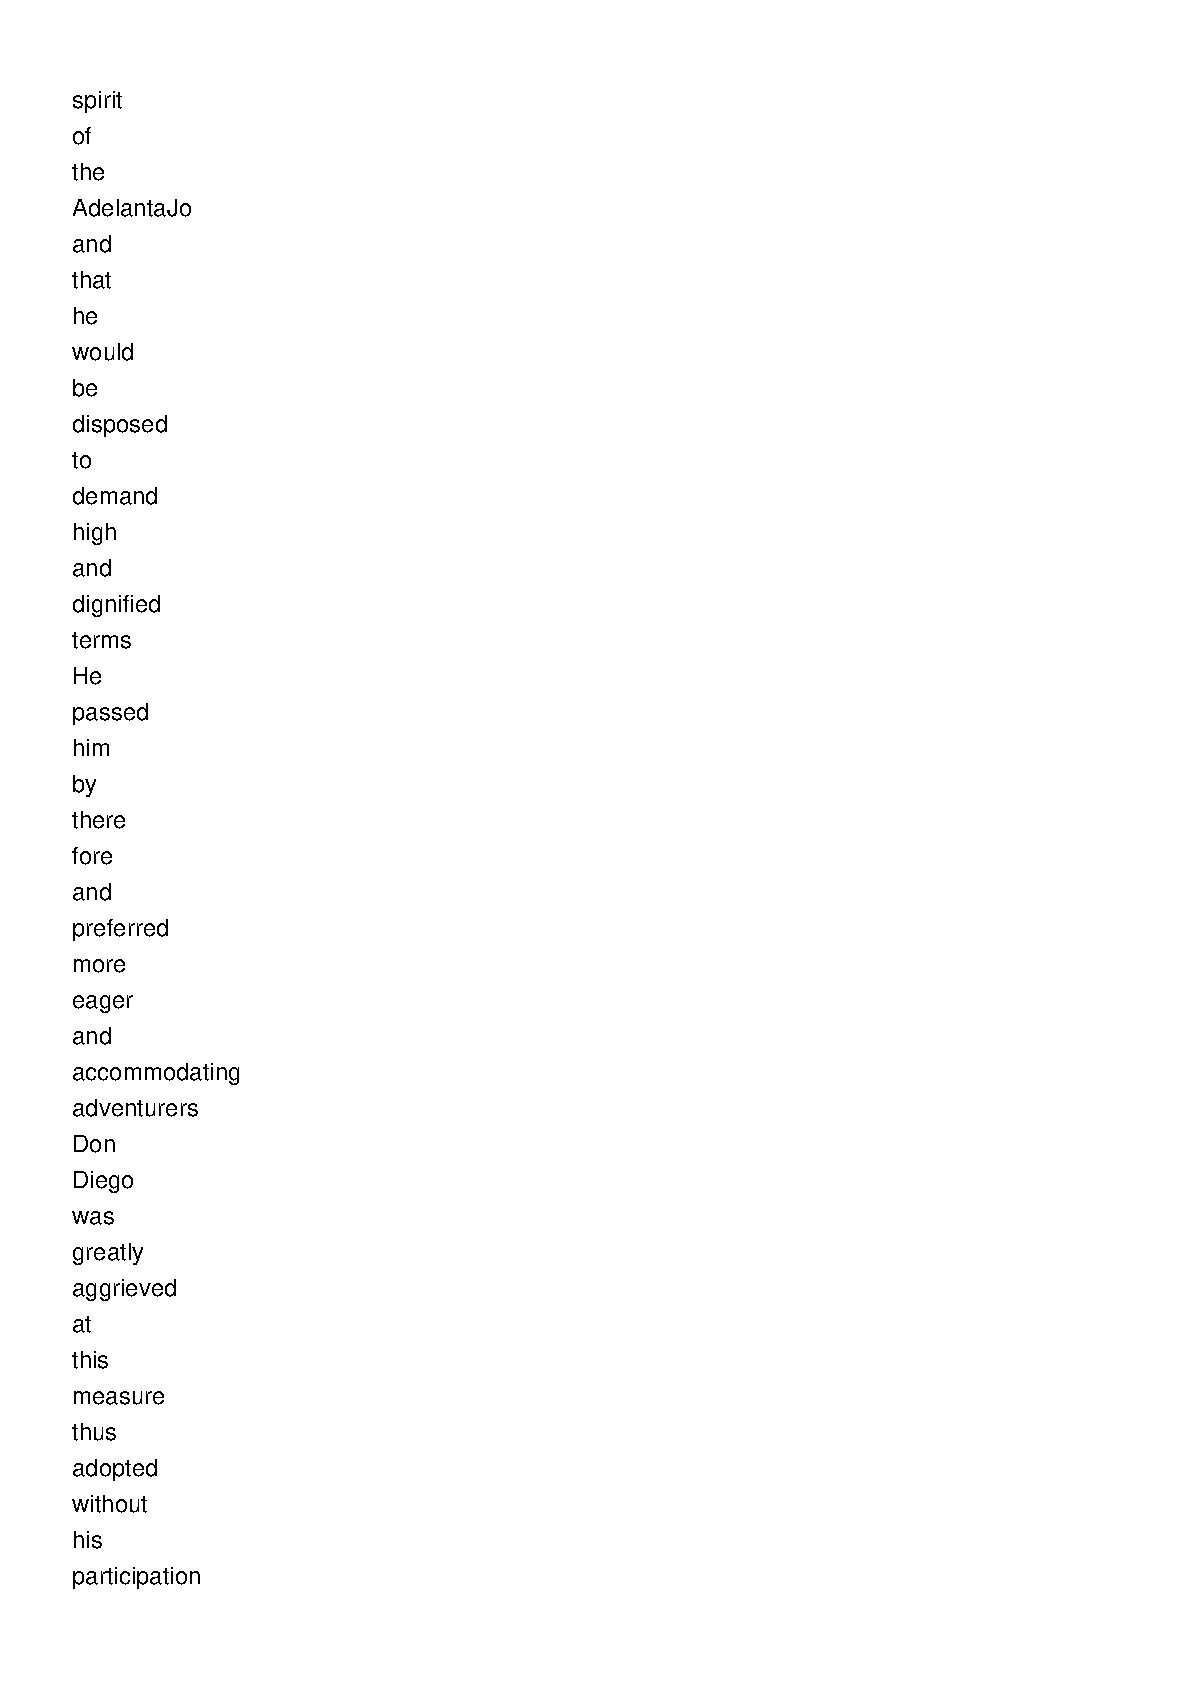 spirit
of
the
AdelantaJo
and
that
he
would
be
disposed
to
demand
high
and
dignified
terms
He
passed
him
by
there
fore
and
preferred
more
eager
and
accommodating
adventurers
Don
Diego
was
greatly
aggrieved
at
this
measure
thus
adopted
without
his
participation